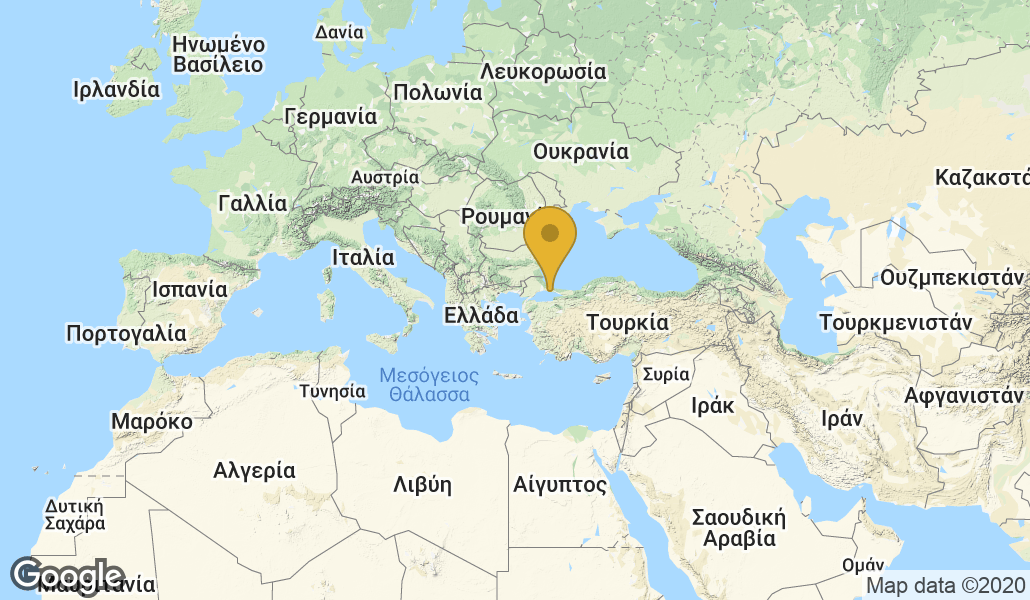 Δανία
Ηνωμένο
Βασίλειο
Ιρλανδία
Λευκορωσία
Πολωνία
Γερμανία
Ουκρανία
Αυστρία
Καζακστά
Γαλλία
Ρουμαν
Ιταλία
Ουζμπεκιστάν
Ισπανία
Ελλάδα
Τουρκία
Τουρκμενιστάν
Πορτογαλία
Μεσόγειος
Θάλασσα
Συρία
Τυνησία
Αφγανιστάν
Ιράκ
Ιράν
Μαρόκο
Αλγερία
Λιβύη
Αίγυπτος
Δυτική
Σαχάρα
Σαουδική
Αραβία
Ομάν
Μαυριτανία
Google
Map data ©2020